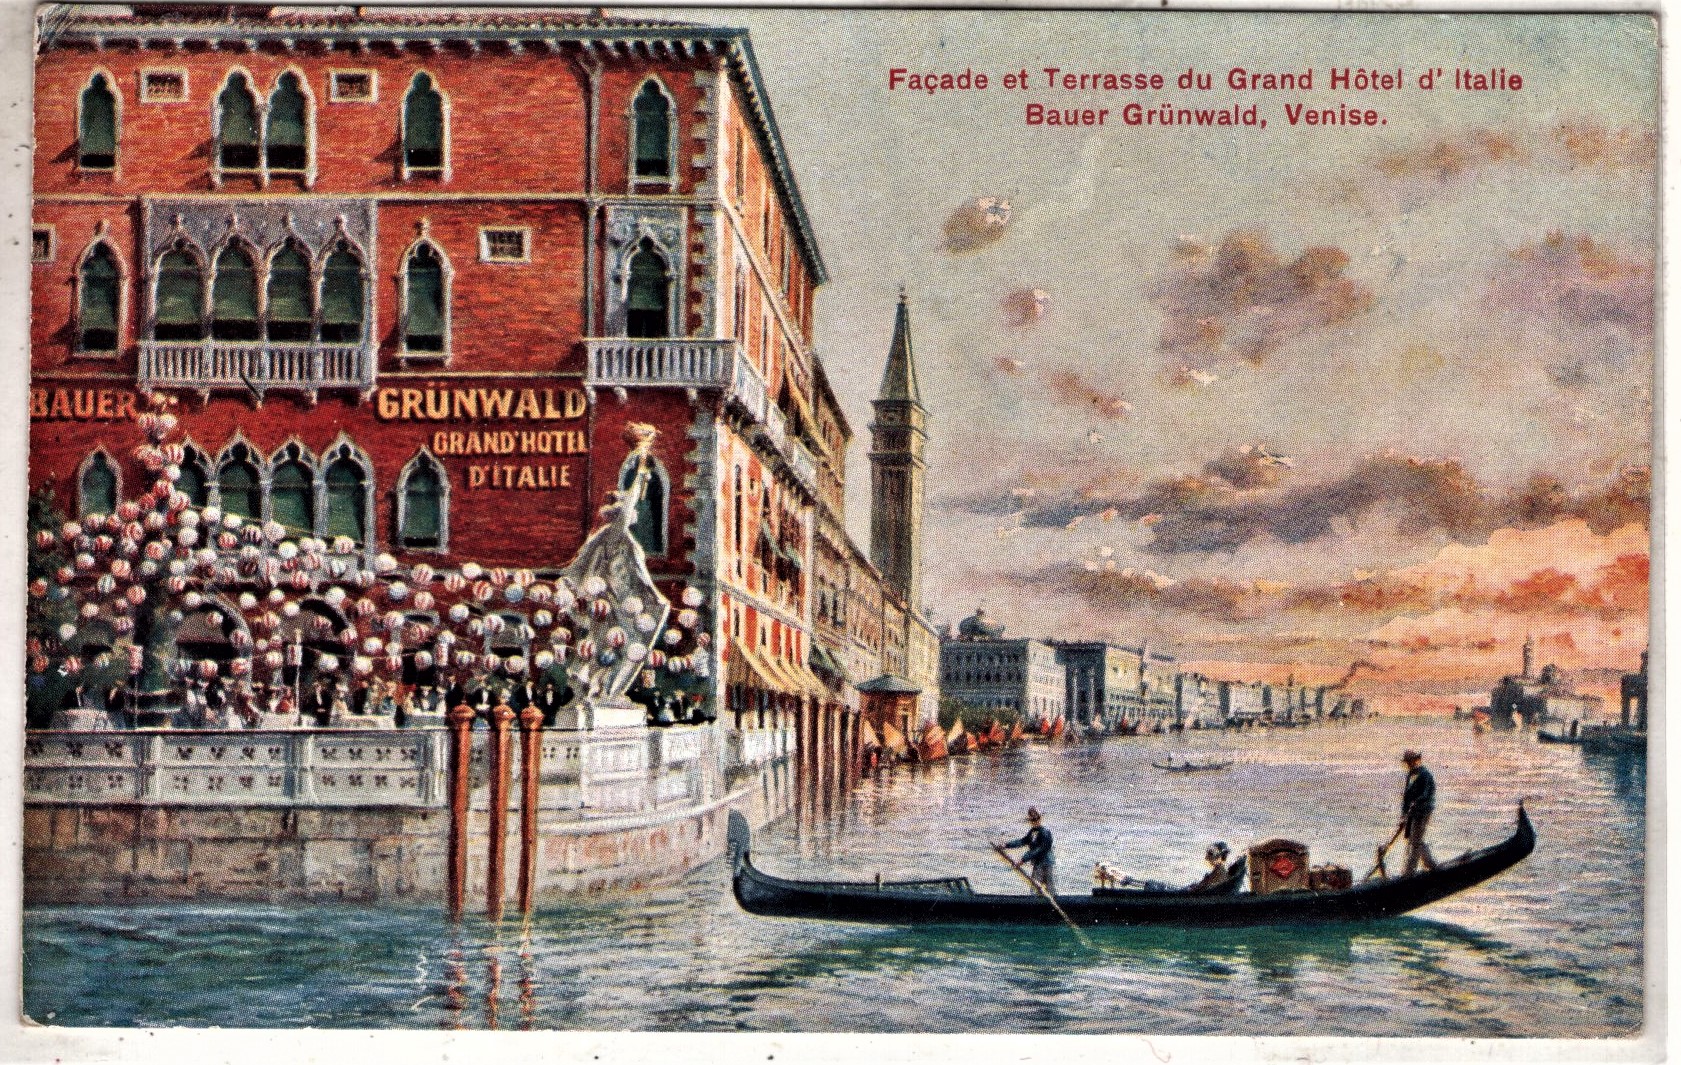 Façade et Terrasse du Grand Hôtel d' Italie
Bauer Grünwald, Venise.
BAUER
GRÜNWALD
GRAND'HOTEL
D'ITALIE